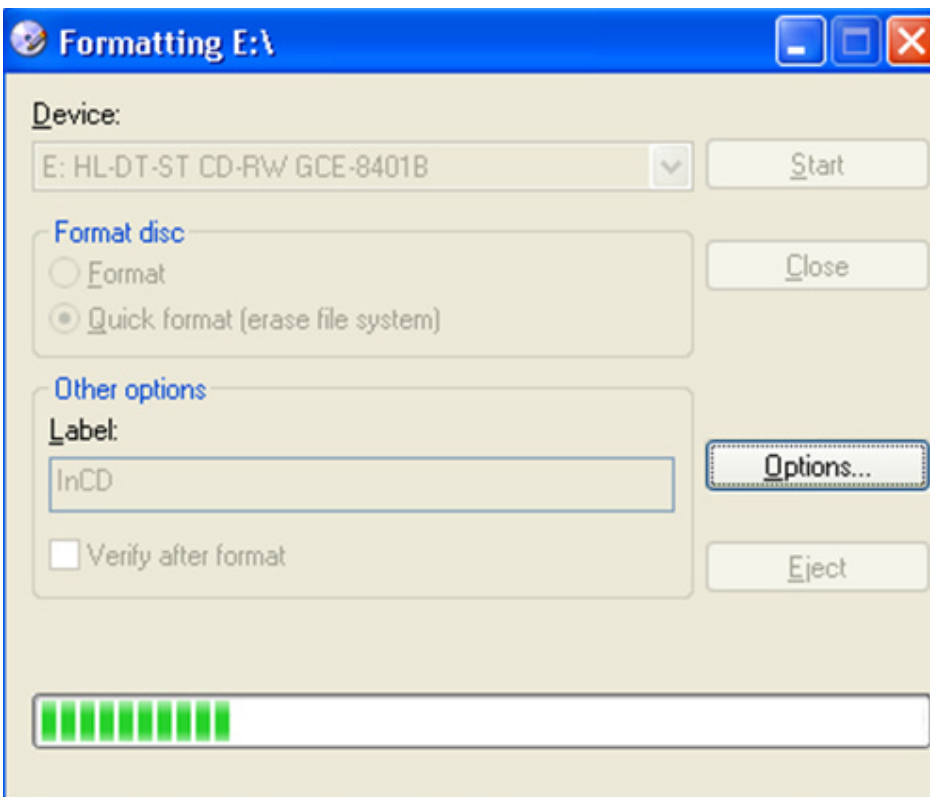 Formatting E:\
Device:
E: HL-DT-ST CD-RW GCE-8401B
Start
Format disc
Format
Close
Quick format (erase file system)
Other options
Label:
InCD
Options...
Verify after format
Eject